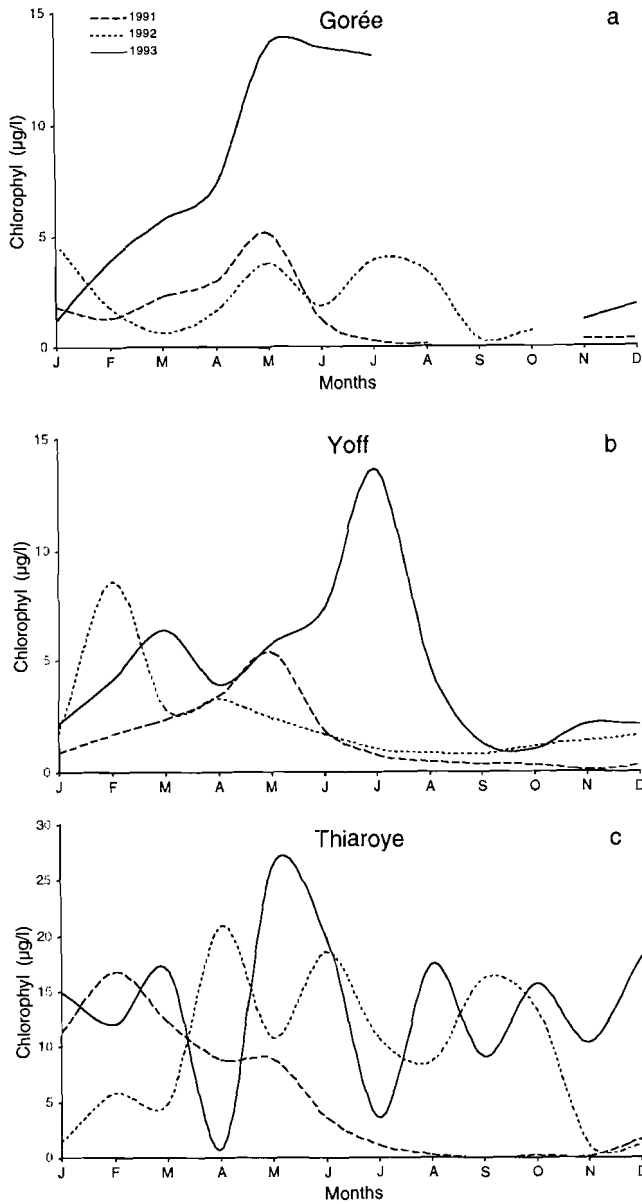 Gorée
a
1991
1992
1993
15
10
5
0
Chlorophyl (µg/l)
J F M A M J J A S O N D
Months
Yoff
b
15
10
5
0
Chlorophyl (µg/l)
J F M A M J J A S O N D
Thiaroye
c
30
25
20
15
10
5
0
Chlorophyl (µg/l)
J F M A M J J A S O N D
Months